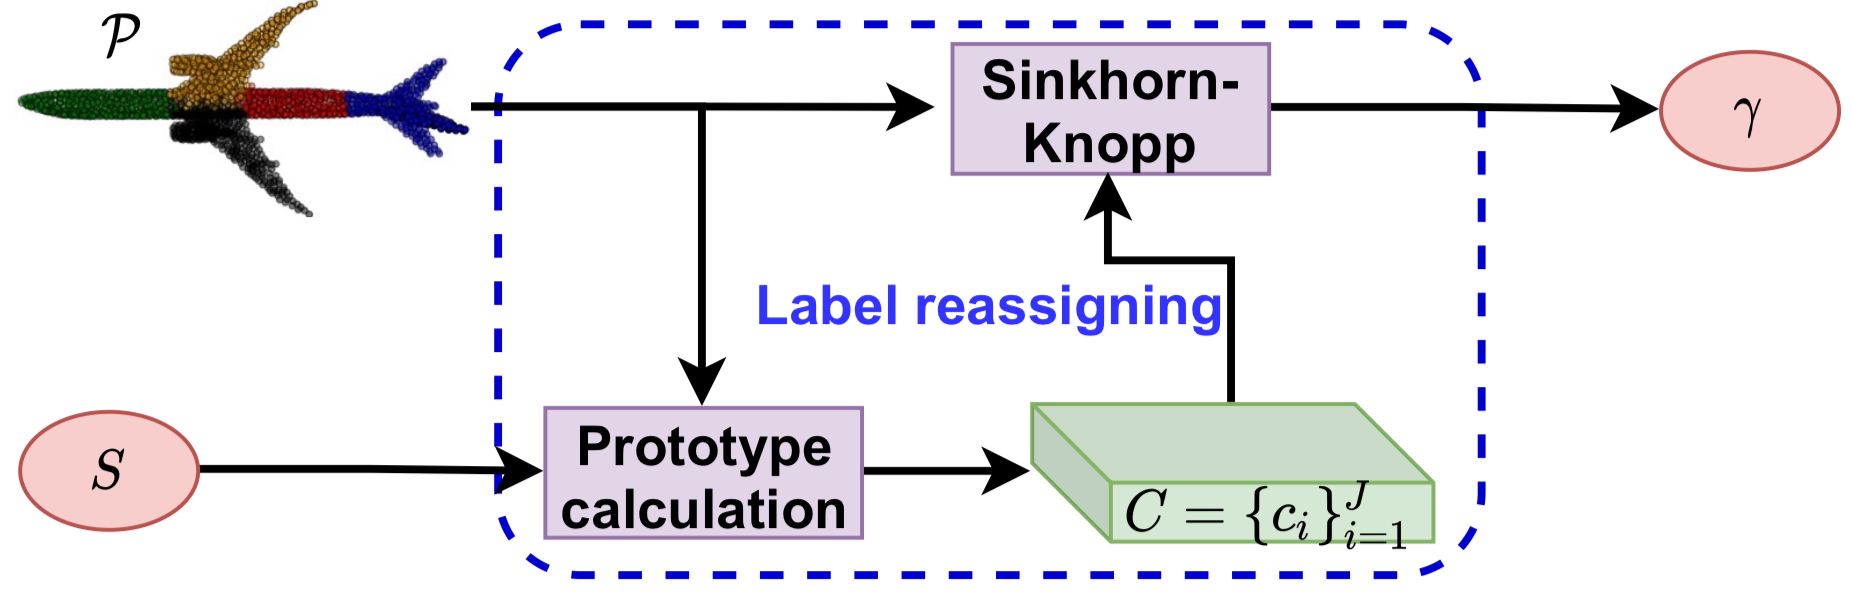 𝒫
Sinkhorn-
Knopp
γ
Label reassigning
S
Prototype
calculation
C = {c_i}_{i=1}^J